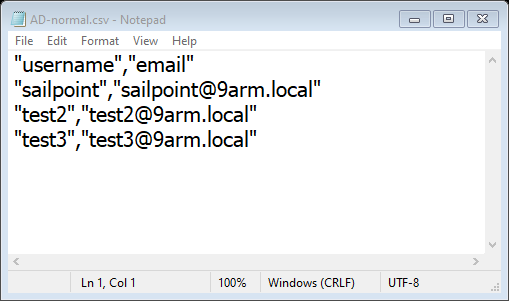 AD-normal.csv - Notepad
File Edit Format View Help
"username","email"
"sailpoint","sailpoint@9arm.local"
"test2","test2@9arm.local"
"test3","test3@9arm.local"
Ln 1, Col 1 100% Windows (CRLF) UTF-8